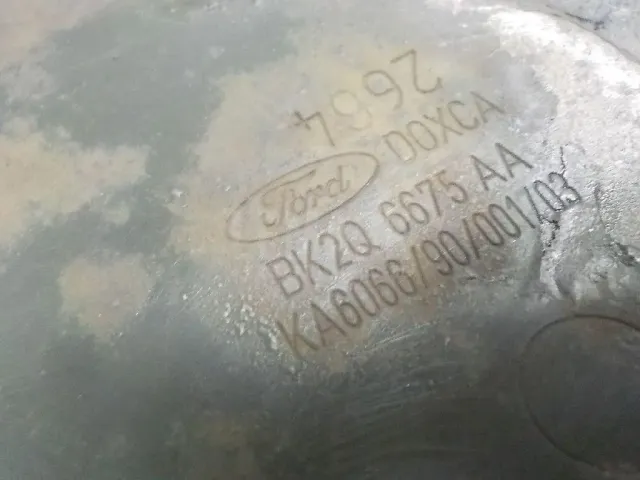 2664
Ford DOXCA
BK2Q 6675 AA
KA6066/90/001/03